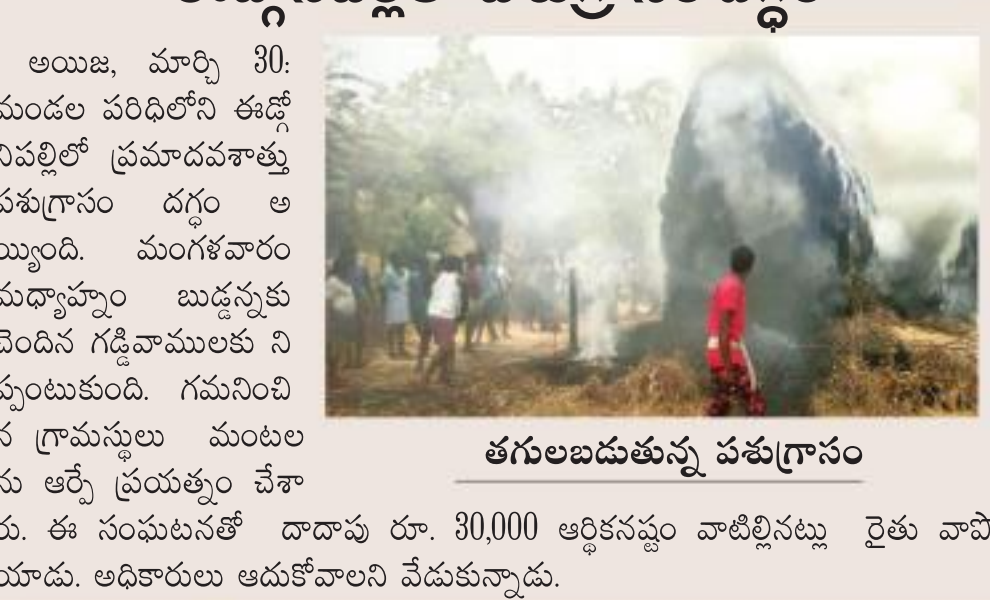 అయిజ, మార్చి 30:
మండల పరిధిలోని ఈడ్గో
నిపల్లిలో ప్రమాదవశాత్తు
పశుగ్రాసం దగ్ధం అ
య్యింది. మంగళవారం
మధ్యాహ్నం బుడ్డన్నకు
చెందిన గడ్డివాములకు ని
ప్పంటుకుంది. గమనించి
న గ్రామస్థులు మంటల
ను ఆర్పే ప్రయత్నం చేశా
రు. ఈ సంఘటనతో దాదాపు రూ. 30,000 ఆర్థికనష్టం వాటిల్లినట్లు రైతు వాపో
యాడు. అధికారులు ఆదుకోవాలని వేడుకున్నాడు.
తగులబడుతున్న పశుగ్రాసం